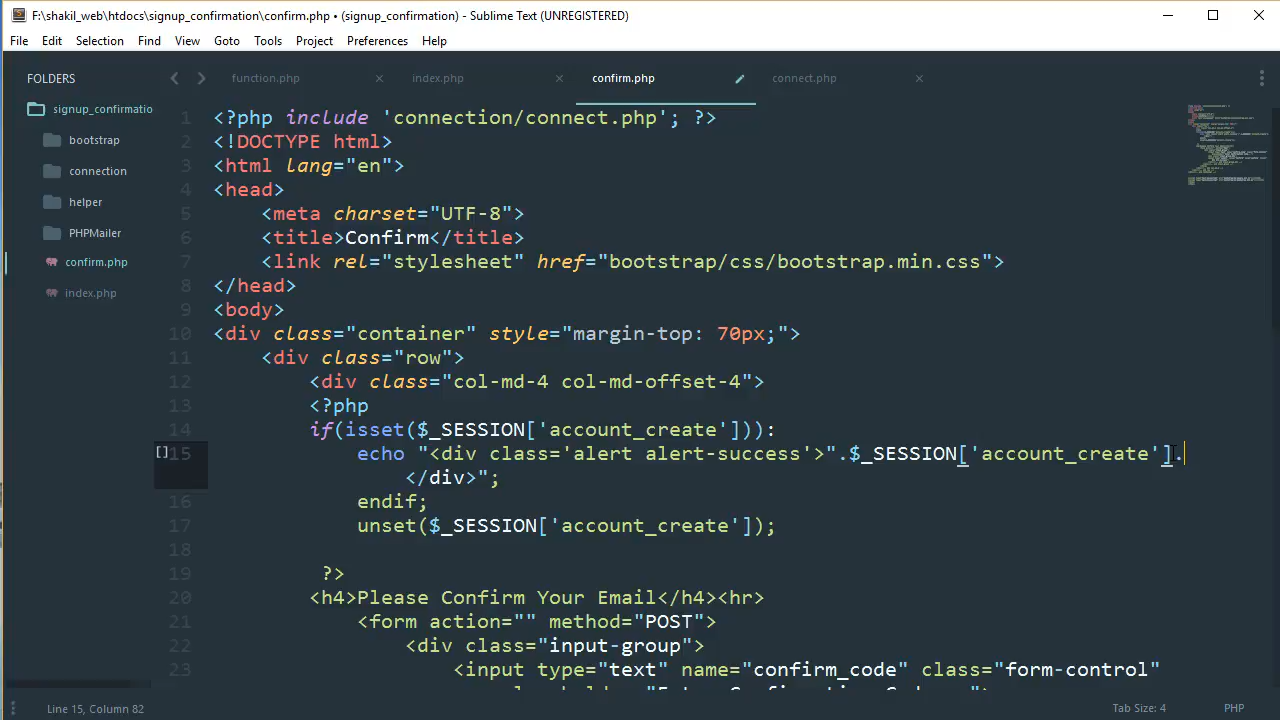 F:\shakil_web\htdocs\signup_confirmation\confirm.php • (signup_confirmation) - Sublime Text (UNREGISTERED)
File Edit Selection Find View Goto Tools Project Preferences Help
FOLDERS
signup_confirmatio
bootstrap
connection
helper
PHPMailer
confirm.php
index.php
function.php index.php confirm.php connect.php
1 <?php include 'connection/connect.php'; ?>
2 <!DOCTYPE html>
3 <html lang="en">
4 <head>
5 <meta charset="UTF-8">
6 <title>Confirm</title>
7 <link rel="stylesheet" href="bootstrap/css/bootstrap.min.css">
8 </head>
9 <body>
10 <div class="container" style="margin-top: 70px;">
11 <div class="row">
12 <div class="col-md-4 col-md-offset-4">
13 <?php
14 if(isset($_SESSION['account_create'])):
15 echo "<div class='alert alert-success'>".$_SESSION['account_create'].
</div>";
16 endif;
17 unset($_SESSION['account_create']);
18
19 ?>
20 <h4>Please Confirm Your Email</h4><hr>
21 <form action="" method="POST">
22 <div class="input-group">
23 <input type="text" name="confirm_code" class="form-control"
Line 15, Column 82
Tab Size: 4 PHP